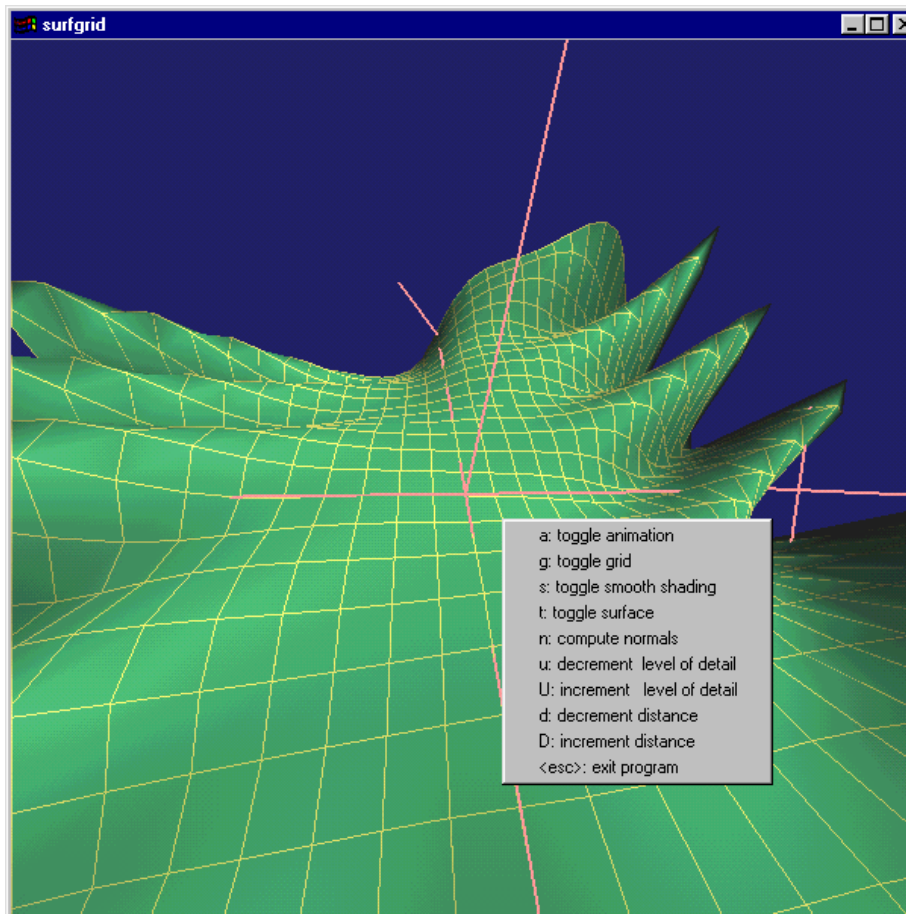 surfgrid
a: toggle animation
g: toggle grid
s: toggle smooth shading
t: toggle surface
n: compute normals
u: decrement  level of detail
U: increment   level of detail
d: decrement distance
D: increment distance
<esc>: exit program